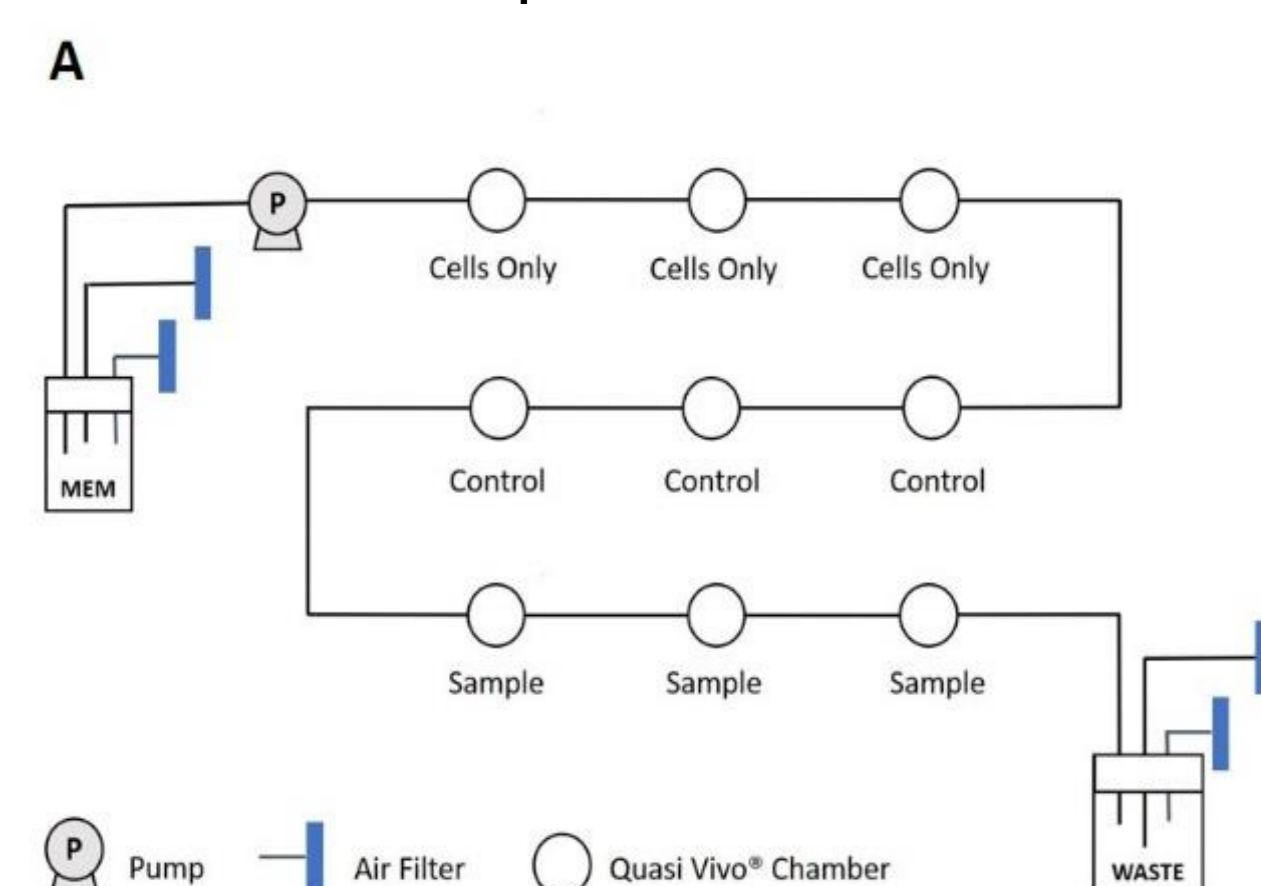 A
P
Cells Only Cells Only Cells Only
Control Control Control
MEM
Sample Sample Sample
P Pump Air Filter Quasi Vivo® Chamber WASTE